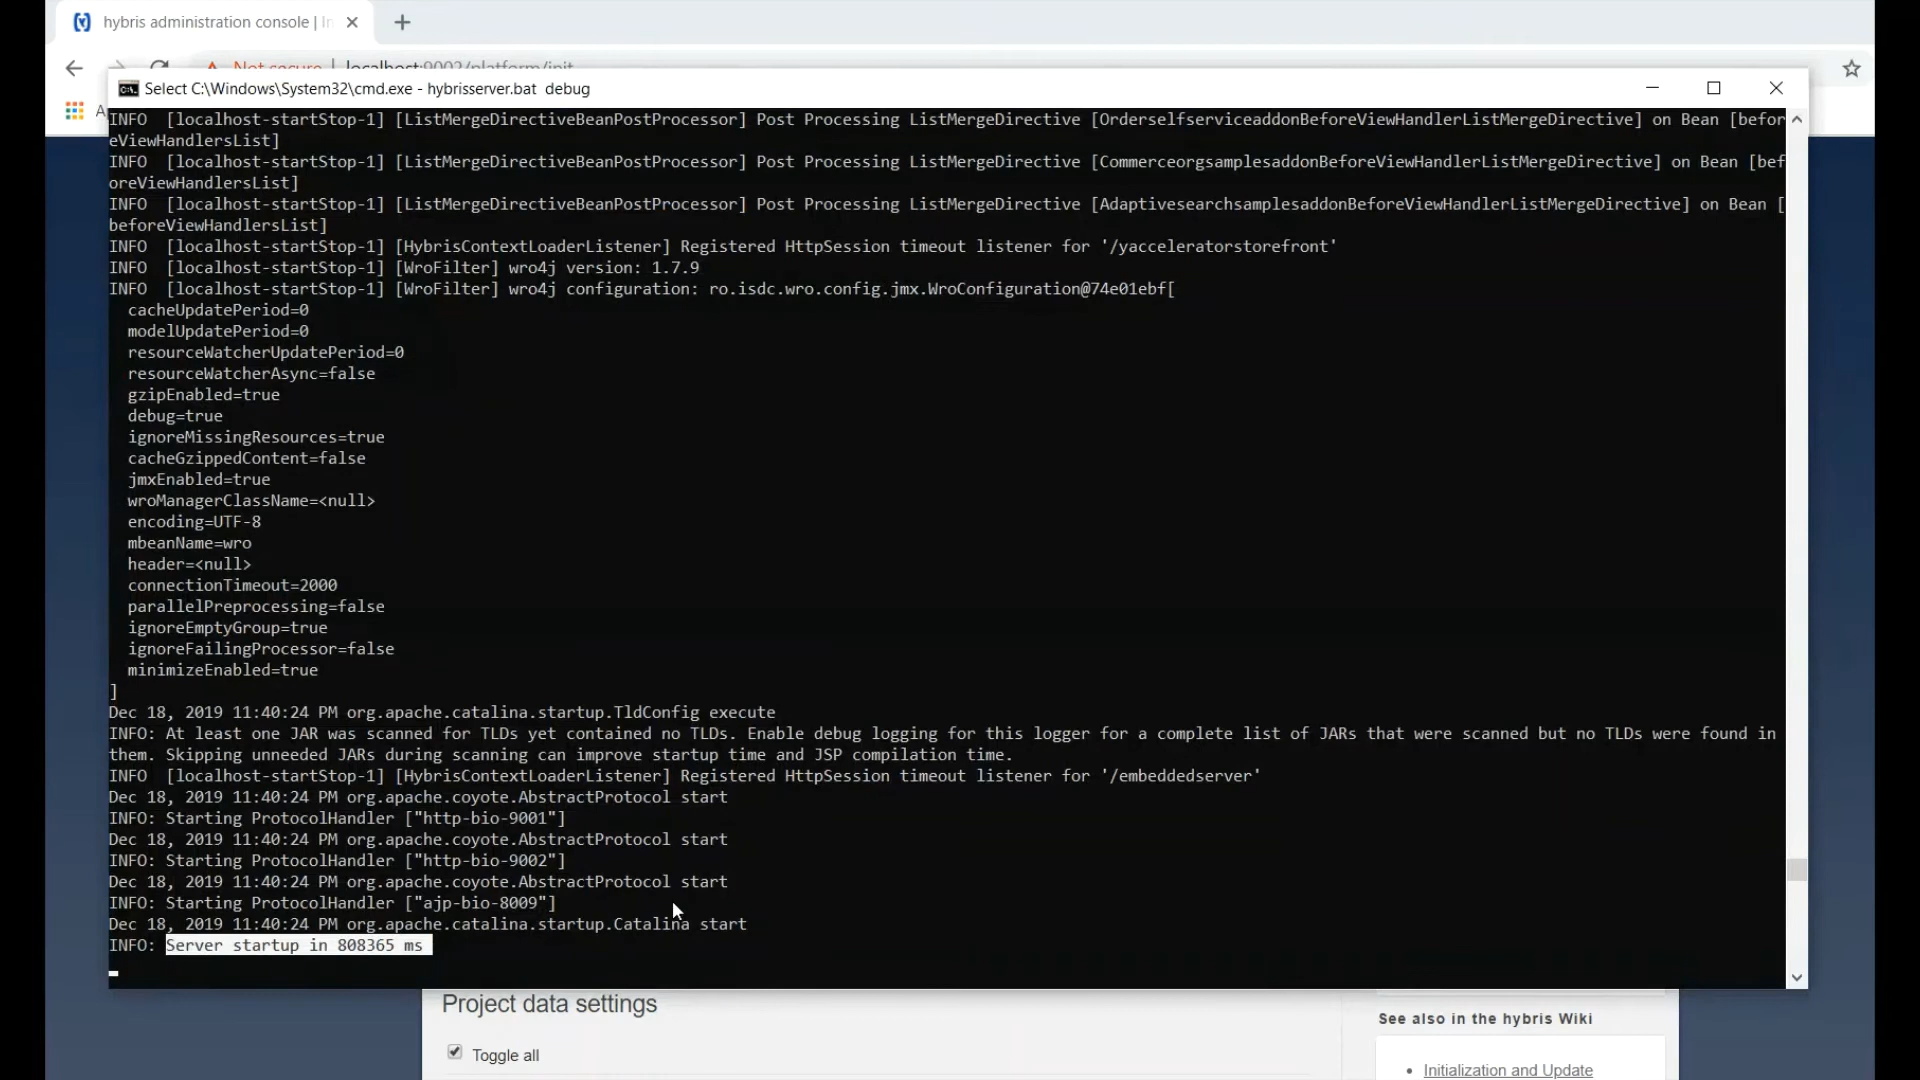 hybris administration console | In
Not secure | localhost:9002/platform/init
Select C:\Windows\System32\cmd.exe - hybrisserver.bat  debug
INFO  [localhost-startStop-1] [ListMergeDirectiveBeanPostProcessor] Post Processing ListMergeDirective [OrderselfserviceaddonBeforeViewHandlerListMergeDirective] on Bean [befor
eViewHandlersList]
INFO  [localhost-startStop-1] [ListMergeDirectiveBeanPostProcessor] Post Processing ListMergeDirective [CommerceorgsamplesaddonBeforeViewHandlerListMergeDirective] on Bean [bef
oreViewHandlersList]
INFO  [localhost-startStop-1] [ListMergeDirectiveBeanPostProcessor] Post Processing ListMergeDirective [AdaptivesearchsamplesaddonBeforeViewHandlerListMergeDirective] on Bean [
beforeViewHandlersList]
INFO  [localhost-startStop-1] [HybrisContextLoaderListener] Registered HttpSession timeout listener for '/yacceleratorstorefront'
INFO  [localhost-startStop-1] [WroFilter] wro4j version: 1.7.9
INFO  [localhost-startStop-1] [WroFilter] wro4j configuration: ro.isdc.wro.config.jmx.WroConfiguration@74e01ebf[
  cacheUpdatePeriod=0
  modelUpdatePeriod=0
  resourceWatcherUpdatePeriod=0
  resourceWatcherAsync=false
  gzipEnabled=true
  debug=true
  ignoreMissingResources=true
  cacheGzippedContent=false
  jmxEnabled=true
  wroManagerClassName=<null>
  encoding=UTF-8
  mbeanName=wro
  header=<null>
  connectionTimeout=2000
  parallelPreprocessing=false
  ignoreEmptyGroup=true
  ignoreFailingProcessor=false
  minimizeEnabled=true
]
Dec 18, 2019 11:40:24 PM org.apache.catalina.startup.TldConfig execute
INFO: At least one JAR was scanned for TLDs yet contained no TLDs. Enable debug logging for this logger for a complete list of JARs that were scanned but no TLDs were found in
them. Skipping unneeded JARs during scanning can improve startup time and JSP compilation time.
INFO  [localhost-startStop-1] [HybrisContextLoaderListener] Registered HttpSession timeout listener for '/embeddedserver'
Dec 18, 2019 11:40:24 PM org.apache.coyote.AbstractProtocol start
INFO: Starting ProtocolHandler ["http-bio-9001"]
Dec 18, 2019 11:40:24 PM org.apache.coyote.AbstractProtocol start
INFO: Starting ProtocolHandler ["http-bio-9002"]
Dec 18, 2019 11:40:24 PM org.apache.coyote.AbstractProtocol start
INFO: Starting ProtocolHandler ["ajp-bio-8009"]
Dec 18, 2019 11:40:24 PM org.apache.catalina.startup.Catalina start
INFO: Server startup in 808365 ms
Project data settings
Toggle all
See also in the hybris Wiki
Initialization and Update